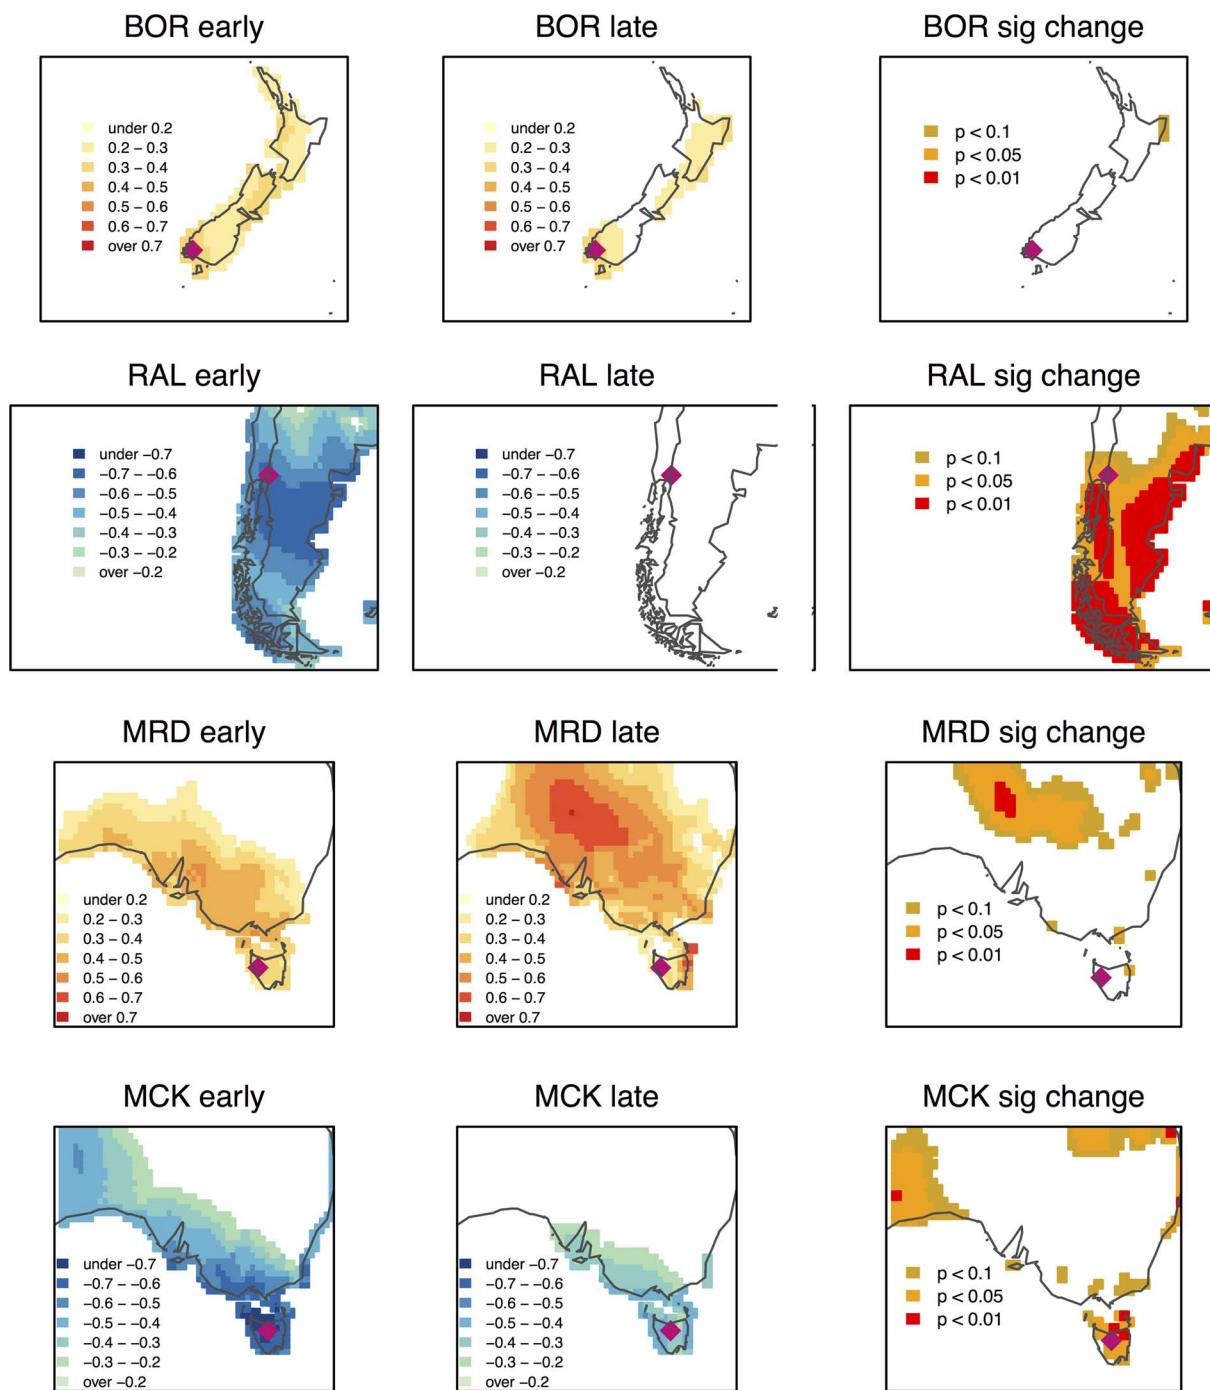 BOR early
BOR late
BOR sig change
under 0.2
0.2 – 0.3
0.3 – 0.4
0.4 – 0.5
0.5 – 0.6
0.6 – 0.7
over 0.7
under 0.2
0.2 – 0.3
0.3 – 0.4
0.4 – 0.5
0.5 – 0.6
0.6 – 0.7
over 0.7
p < 0.1
p < 0.05
p < 0.01
RAL early
RAL late
RAL sig change
under −0.7
−0.7 – −0.6
−0.6 – −0.5
−0.5 – −0.4
−0.4 – −0.3
−0.3 – −0.2
over −0.2
under −0.7
−0.7 – −0.6
−0.6 – −0.5
−0.5 – −0.4
−0.4 – −0.3
−0.3 – −0.2
over −0.2
p < 0.1
p < 0.05
p < 0.01
MRD early
MRD late
MRD sig change
under 0.2
0.2 – 0.3
0.3 – 0.4
0.4 – 0.5
0.5 – 0.6
0.6 – 0.7
over 0.7
under 0.2
0.2 – 0.3
0.3 – 0.4
0.4 – 0.5
0.5 – 0.6
0.6 – 0.7
over 0.7
p < 0.1
p < 0.05
p < 0.01
MCK early
MCK late
MCK sig change
under −0.7
−0.7 – −0.6
−0.6 – −0.5
−0.5 – −0.4
−0.4 – −0.3
−0.3 – −0.2
over −0.2
under −0.7
−0.7 – −0.6
−0.6 – −0.5
−0.5 – −0.4
−0.4 – −0.3
−0.3 – −0.2
over −0.2
p < 0.1
p < 0.05
p < 0.01